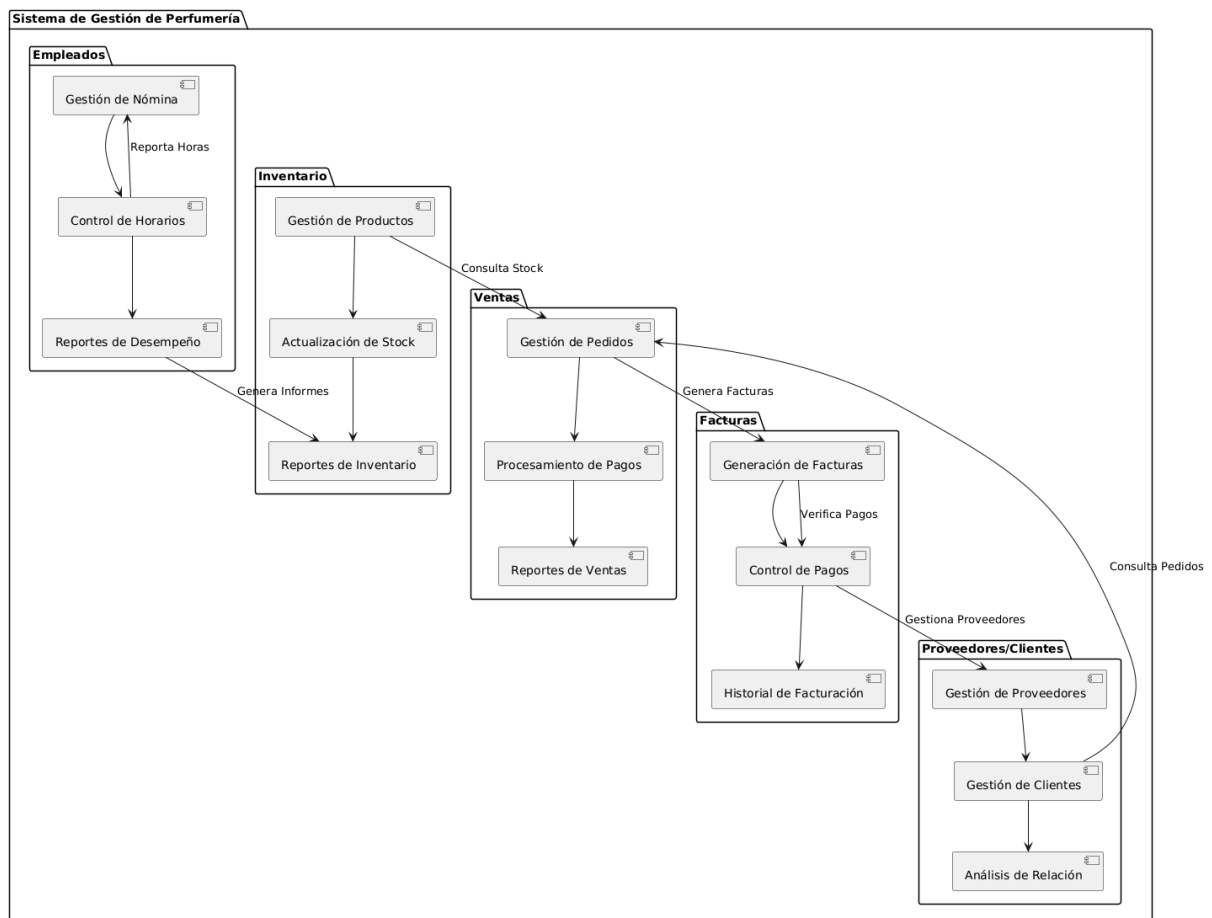 Sistema de Gestión de Perfumería
Empleados
Gestión de Nómina
Reporta Horas
Control de Horarios
Reportes de Desempeño
Genera Informes
Inventario
Gestión de Productos
Consulta Stock
Actualización de Stock
Reportes de Inventario
Ventas
Gestión de Pedidos
Genera Facturas
Procesamiento de Pagos
Reportes de Ventas
Facturas
Generación de Facturas
Verifica Pagos
Control de Pagos
Gestiona Proveedores
Historial de Facturación
Consulta Pedidos
Proveedores/Clientes
Gestión de Proveedores
Gestión de Clientes
Análisis de Relación